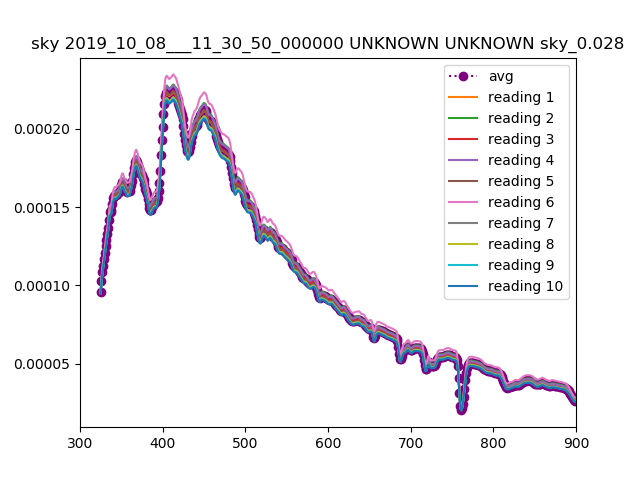 sky 2019_10_08___11_30_50_000000 UNKNOWN UNKNOWN sky_0.028
avg
reading 1
reading 2
reading 3
reading 4
reading 5
reading 6
reading 7
reading 8
reading 9
reading 10
0.00020
0.00015
0.00010
0.00005
300 400 500 600 700 800 900